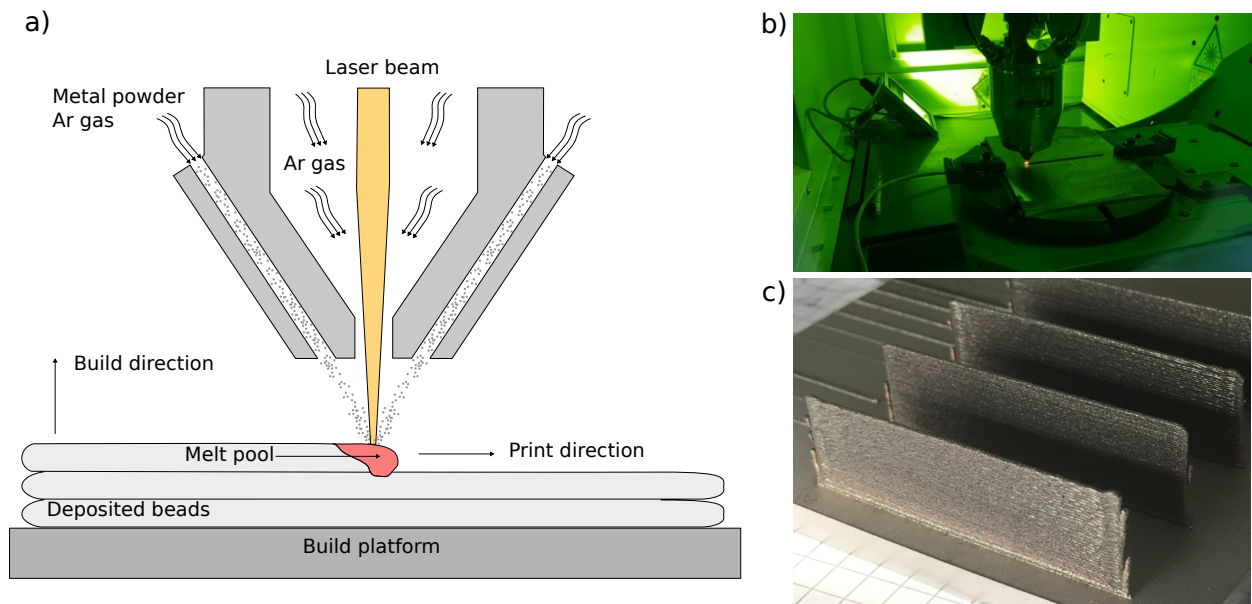 a)
Laser beam
Metal powder
Ar gas
Ar gas
Build direction
Melt pool
Print direction
Deposited beads
Build platform
b)
c)